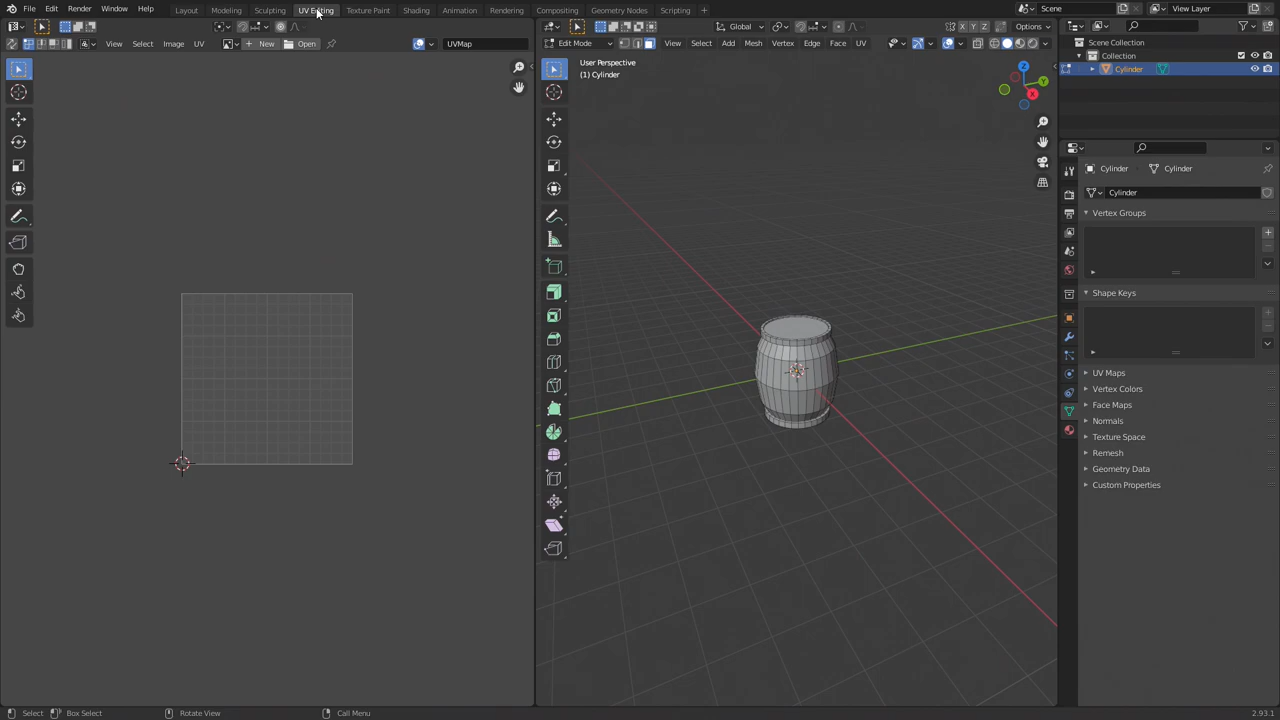 File Edit Render Window Help Layout Modeling Sculpting UV Editing Texture Paint Shading Animation Rendering Compositing Geometry Nodes Scripting + Scene View Layer
Global Options
View Select Image UV + New Open UVMap Edit Mode View Select Add Mesh Vertex Edge Face UV
Scene Collection
Collection
Cylinder
User Perspective
(1) Cylinder
Z
Y
X
Cylinder › Cylinder
Cylinder
Vertex Groups
Shape Keys
UV Maps
Vertex Colors
Face Maps
Normals
Texture Space
Remesh
Geometry Data
Custom Properties
Select Box Select Rotate View Call Menu 2.93.1